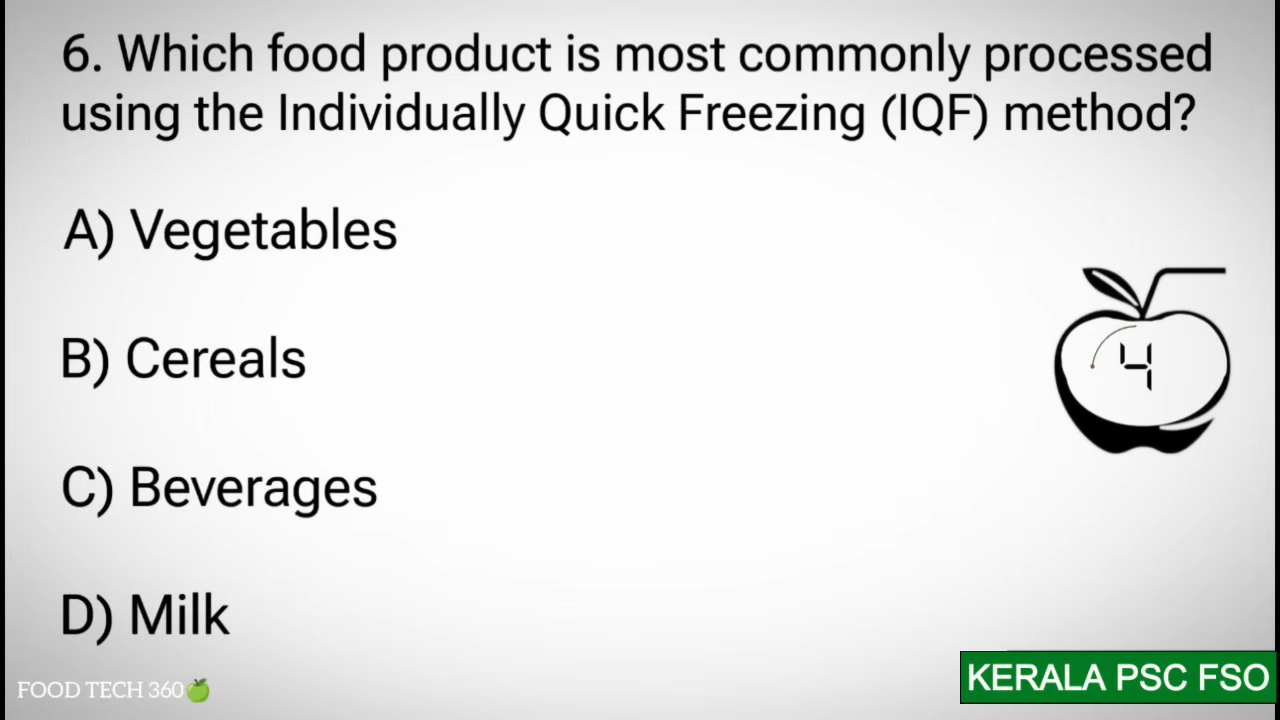 6. Which food product is most commonly processed
using the Individually Quick Freezing (IQF) method?
A) Vegetables
B) Cereals
4
C) Beverages
D) Milk
FOOD TECH 360
KERALA PSC FSO